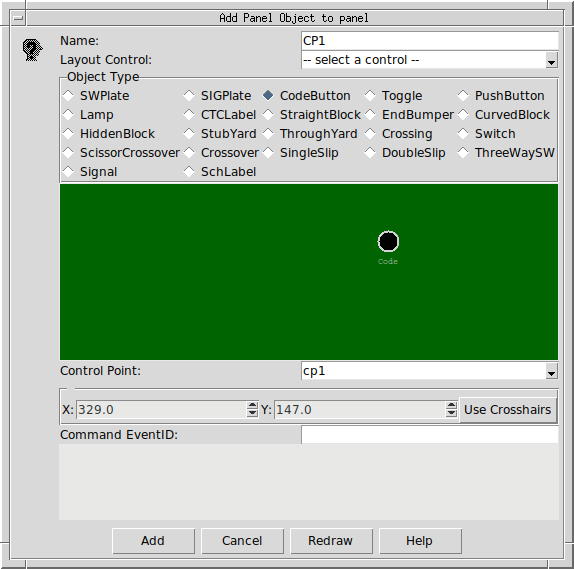 Add Panel Object to panel
Name: CP1
Layout Control: -- select a control --
Object Type
SWPlate SIGPlate CodeButton Toggle PushButton
Lamp CTCLabel StraightBlock EndBumper CurvedBlock
HiddenBlock StubYard ThroughYard Crossing Switch
ScissorCrossover Crossover SingleSlip DoubleSlip ThreeWaySW
Signal SchLabel
Code
Control Point: cp1
X: 329.0 Y: 147.0 Use Crosshairs
Command EventID:
Add Cancel Redraw Help